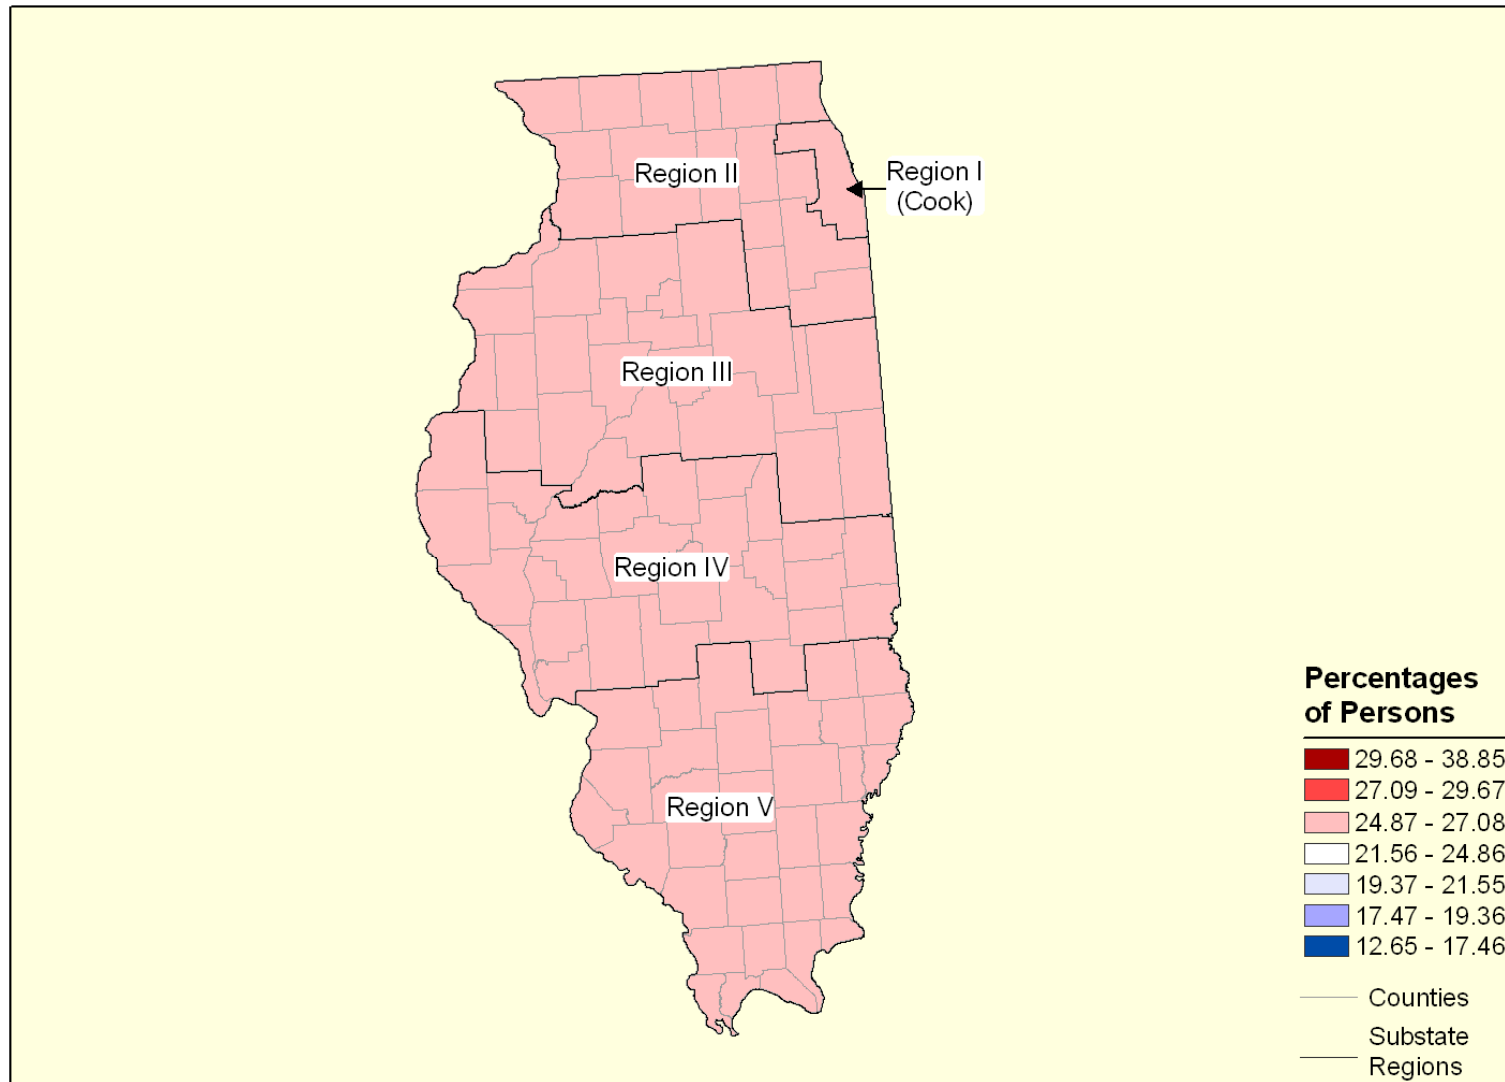 Region II
Region I
(Cook)
Region III
Region IV
Region V
Percentages
of Persons
29.68 - 38.85
27.09 - 29.67
24.87 - 27.08
21.56 - 24.86
19.37 - 21.55
17.47 - 19.36
12.65 - 17.46
Counties
Substate
Regions